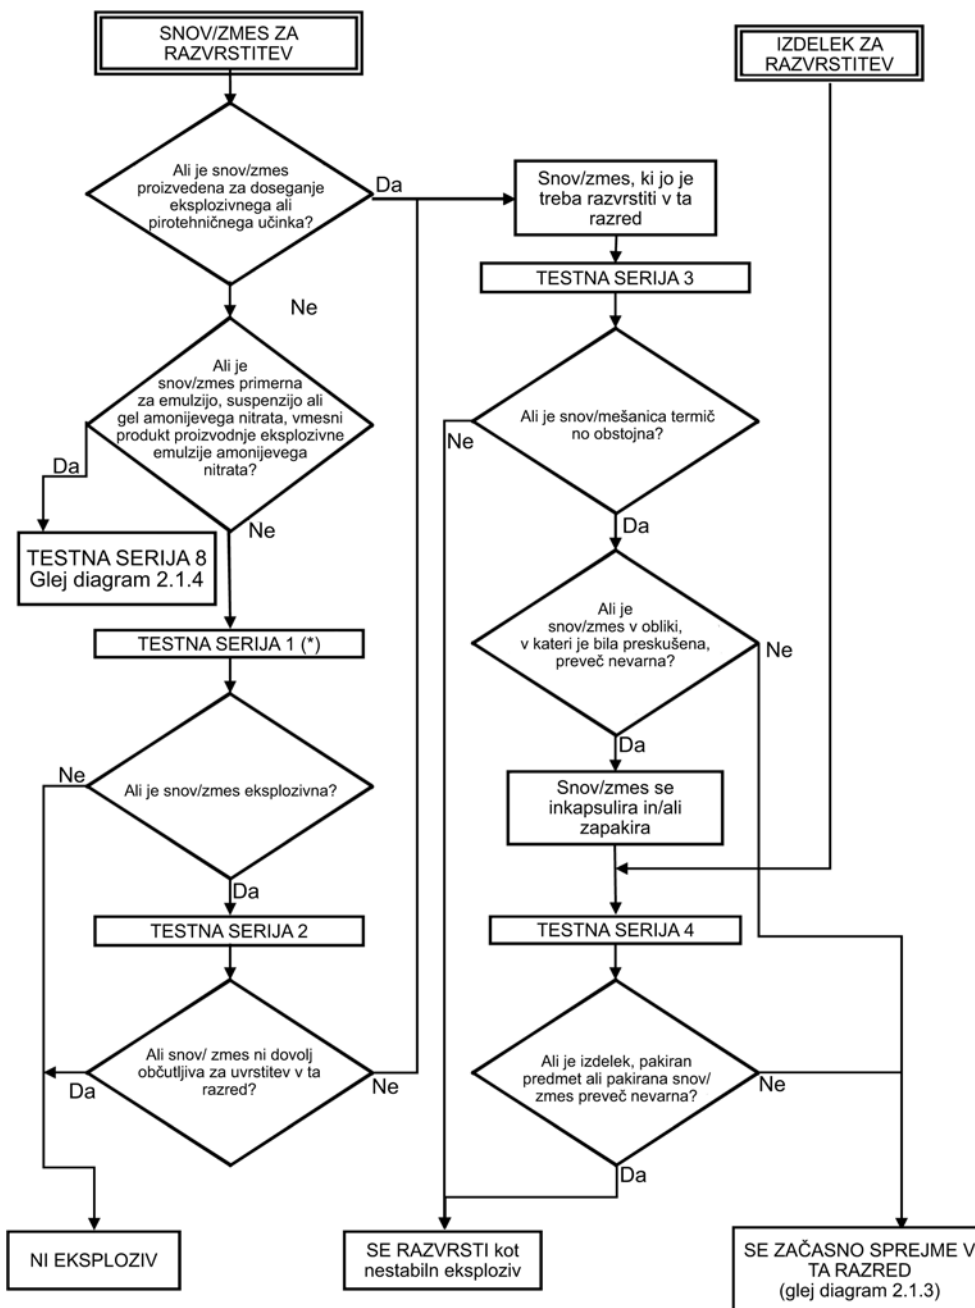 SNOV/ZMES ZA
RAZVRSTITEV
IZDELEK ZA
RAZVRSTITEV
Ali je snov/zmes
proizvedena za doseganje
eksplozivnega ali
pirotehničnega učinka?
Da
Ne
Snov/zmes, ki jo je
treba razvrstiti v ta
razred
TESTNA SERIJA 3
Ali je
snov/zmes primerna
za emulzijo, suspenzijo ali
gel amonijevega nitrata, vmesni
produkt proizvodnje eksplozivne
emulzije amonijevega
nitrata?
Da
Ne
TESTNA SERIJA 8
Glej diagram 2.1.4
Ali je snov/mešanica termič
no obstojna?
Ne
Da
TESTNA SERIJA 1 (*)
Ali je
snov/zmes v obliki,
v kateri je bila preskušena,
preveč nevarna?
Ne
Da
Ali je snov/zmes eksplozivna?
Ne
Da
Snov/zmes se
inkapsulira in/ali
zapakira
TESTNA SERIJA 2
TESTNA SERIJA 4
Ali snov/ zmes ni dovolj
občutljiva za uvrstitev v ta
razred?
Da
Ne
Ali je izdelek, pakiran
predmet ali pakirana snov/
zmes preveč nevarna?
Ne
Da
NI EKSPLOZIV
SE RAZVRSTI kot
nestabiln eksploziv
SE ZAČASNO SPREJME V
TA RAZRED
(glej diagram 2.1.3)